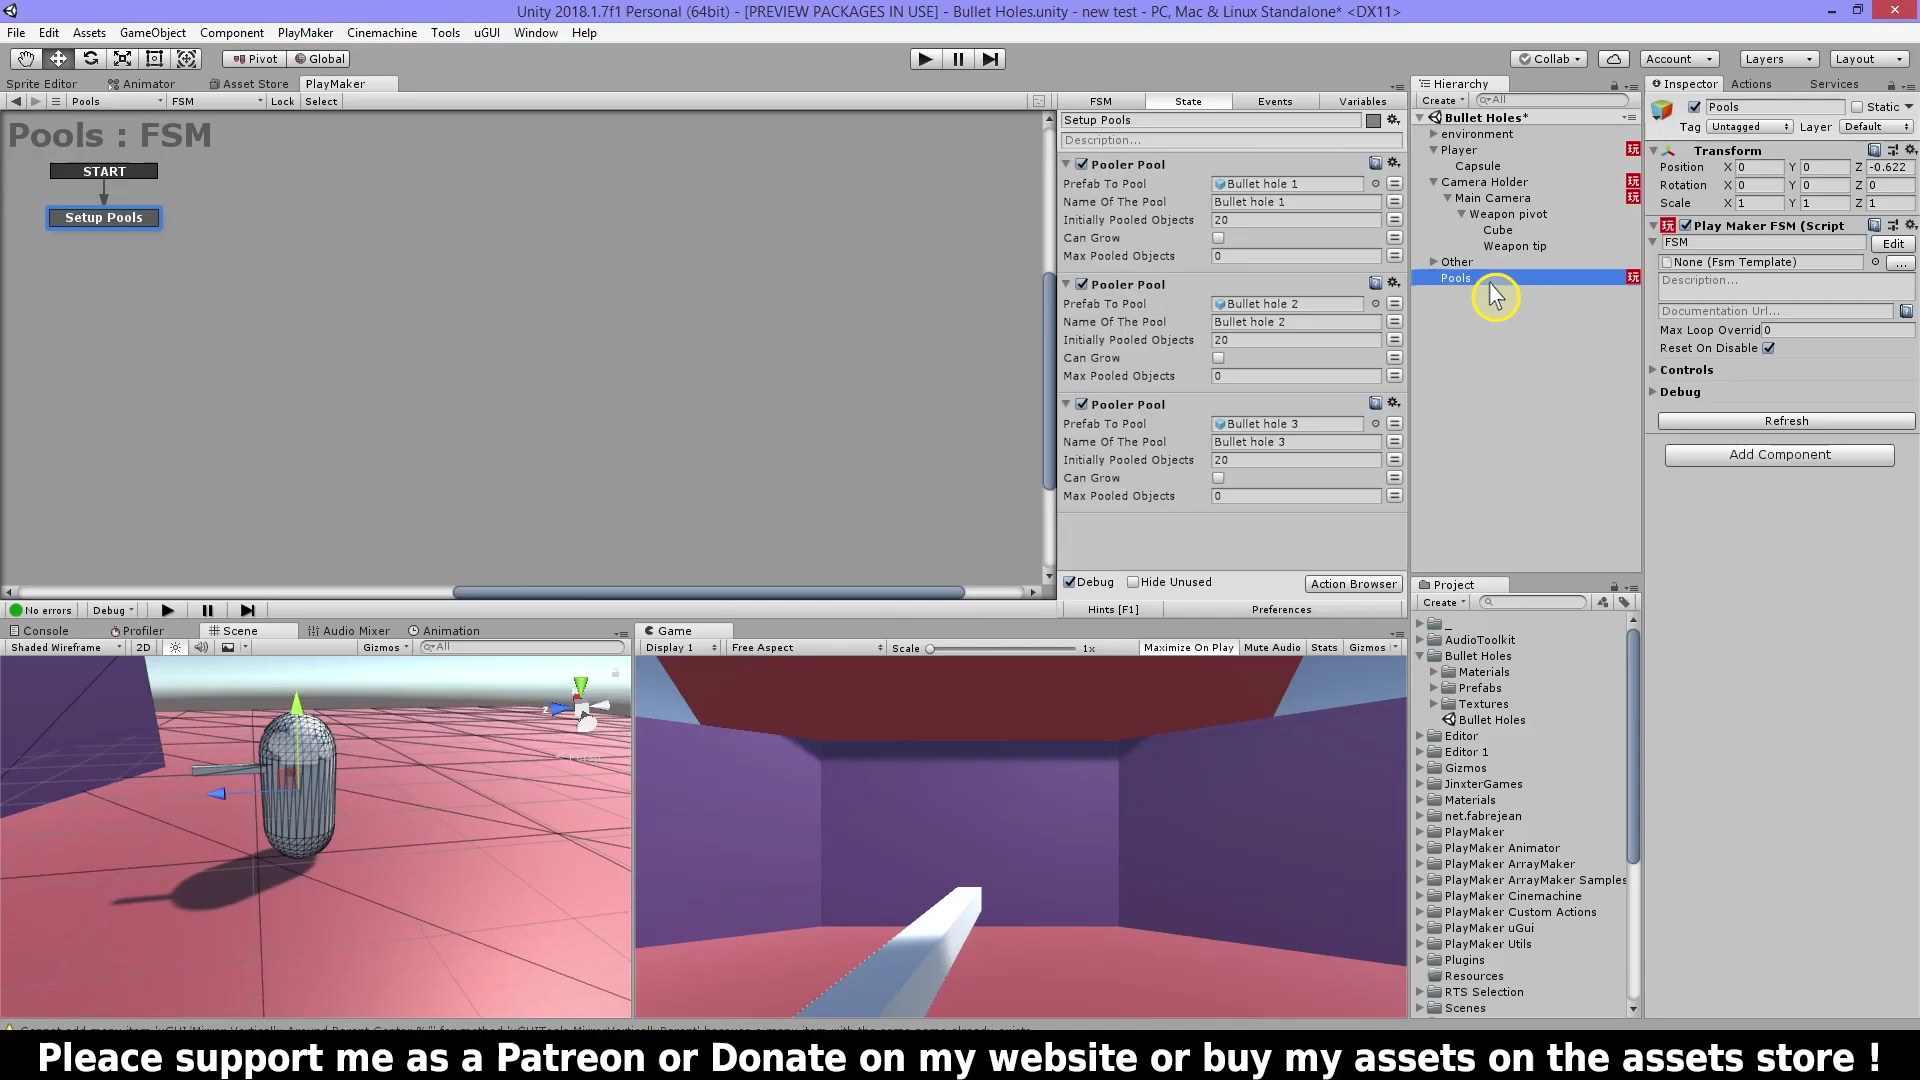 Unity 2018.1.7f1 Personal (64bit) - [PREVIEW PACKAGES IN USE] - Bullet Holes.unity - new test - PC, Mac & Linux Standalone* <DX11>
File Edit Assets GameObject Component PlayMaker Cinemachine Tools uGUI Window Help
Pivot Global Collab Account Layers Layout
Sprite Editor Animator Asset Store PlayMaker
Pools FSM Lock Select
Pools : FSM
START
Setup Pools
FSM State Events Variables
Setup Pools
Description...
Pooler Pool
Prefab To Pool Bullet hole 1
Name Of The Pool Bullet hole 1
Initially Pooled Objects 20
Can Grow
Max Pooled Objects 0
Pooler Pool
Prefab To Pool Bullet hole 2
Name Of The Pool Bullet hole 2
Initially Pooled Objects 20
Can Grow
Max Pooled Objects 0
Pooler Pool
Prefab To Pool Bullet hole 3
Name Of The Pool Bullet hole 3
Initially Pooled Objects 20
Can Grow
Max Pooled Objects 0
Debug Hide Unused Action Browser
Hints [F1] Preferences
No errors Debug
Hierarchy
Create All
Bullet Holes*
environment
Player
Capsule
Camera Holder
Main Camera
Weapon pivot
Cube
Weapon tip
Other
Pools
Inspector Actions Services
Pools Static
Tag Untagged Layer Default
Transform
Position X 0 Y 0 Z -0.622
Rotation X 0 Y 0 Z 0
Scale X 1 Y 1 Z 1
Play Maker FSM (Script
FSM Edit
None (Fsm Template) ...
Description...
Documentation Url...
Max Loop Overrid 0
Reset On Disable
Controls
Debug
Refresh
Add Component
Console Profiler Scene Audio Mixer Animation
Shaded Wireframe 2D Gizmos All
Game
Display 1 Free Aspect Scale 1x Maximize On Play Mute Audio Stats Gizmos
Project
Create
_
AudioToolkit
Bullet Holes
Materials
Prefabs
Textures
Bullet Holes
Editor
Editor 1
Gizmos
JinxterGames
Materials
net.fabrejean
PlayMaker
PlayMaker Animator
PlayMaker ArrayMaker
PlayMaker ArrayMaker Samples
PlayMaker Cinemachine
PlayMaker Custom Actions
PlayMaker uGui
PlayMaker Utils
Plugins
Resources
RTS Selection
Scenes
Pleace support me as a Patreon or Donate on my website or buy my assets on the assets store !